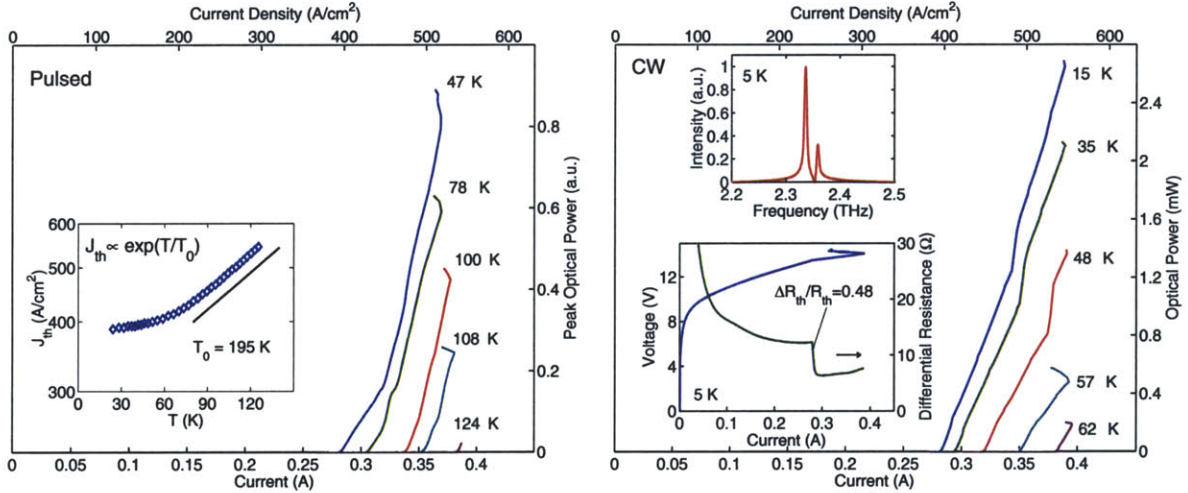 Current Density (A/cm²)
0 100 200 300 400 500 600
Pulsed
47 K
78 K
100 K
108 K
124 K
0.8
0.6
0.4
0.2
0
Peak Optical Power (a.u.)
0 0.05 0.1 0.15 0.2 0.25 0.3 0.35 0.4
Current (A)
600
500
400
300
J_th (A/cm²)
J_th ∝ exp(T/T_0)
T_0 = 195 K
0 30 60 90 120
T (K)
Current Density (A/cm²)
0 100 200 300 400 500 600
CW
15 K
35 K
48 K
57 K
62 K
2.4
2
1.6
1.2
0.8
0.4
0
Optical Power (mW)
0 0.05 0.1 0.15 0.2 0.25 0.3 0.35 0.4
Current (A)
5 K
1
0.8
0.6
0.4
0.2
0
Intensity (a.u.)
2.2 2.3 2.4 2.5
Frequency (THz)
12
8
4
0
Voltage (V)
ΔR_th/R_th=0.48
5 K
30
20
10
0
Differential Resistance (Ω)
0 0.1 0.2 0.3 0.4
Current (A)